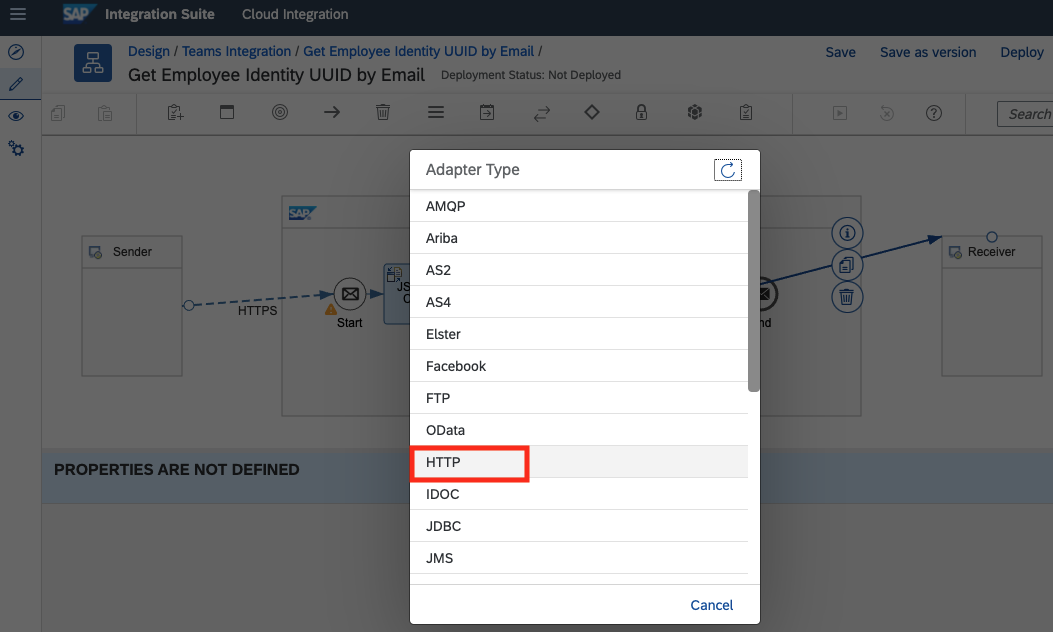 SAP Integration Suite Cloud Integration
Design / Teams Integration / Get Employee Identity UUID by Email /
Get Employee Identity UUID by Email Deployment Status: Not Deployed
Save Save as version Deploy
Search
Adapter Type
AMQP
Ariba
AS2
AS4
Elster
Facebook
FTP
OData
HTTP
IDOC
JDBC
JMS
Cancel
SAP
Sender
HTTPS
Start
JS
C
nd
Receiver
PROPERTIES ARE NOT DEFINED